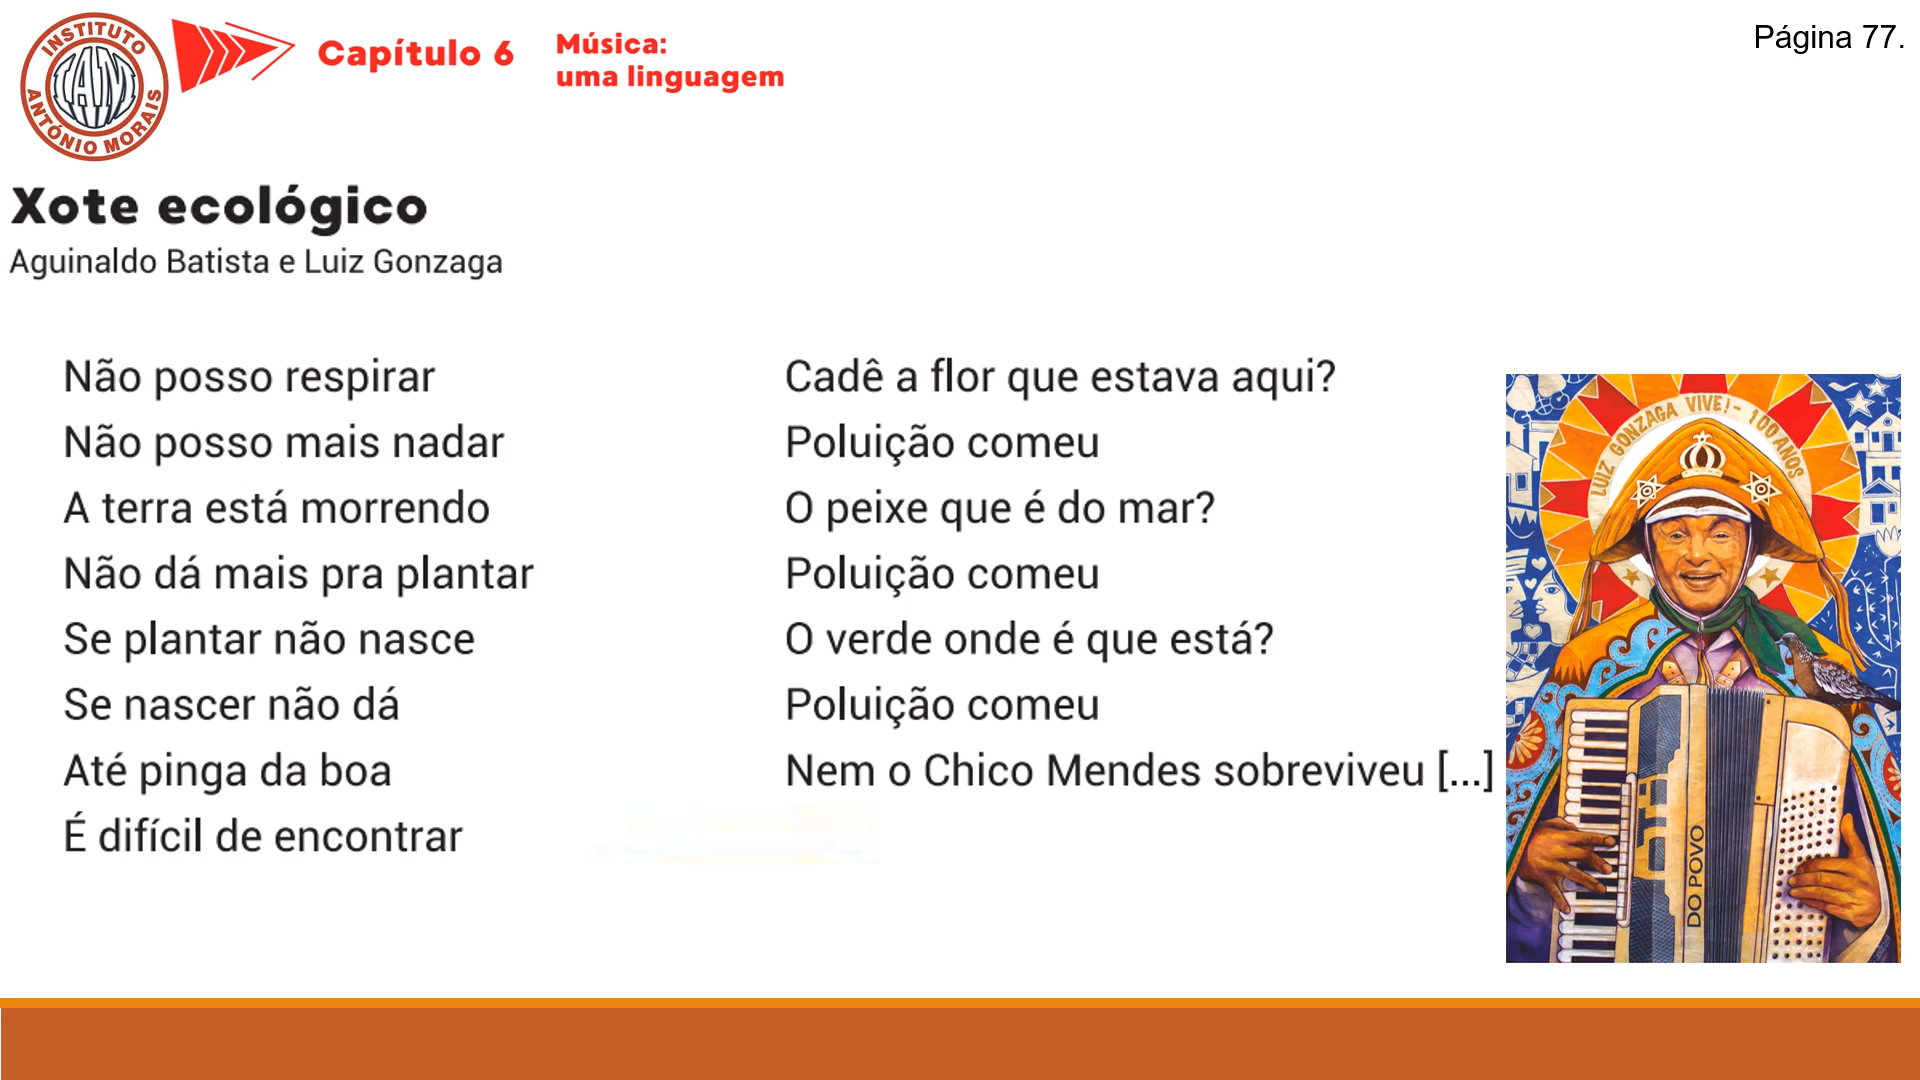 INSTITUTO
IAM
ANTÓNIO MORAIS
Capítulo 6
Música:
uma linguagem
Página 77.
Xote ecológico
Aguinaldo Batista e Luiz Gonzaga
Não posso respirar
Não posso mais nadar
A terra está morrendo
Não dá mais pra plantar
Se plantar não nasce
Se nascer não dá
Até pinga da boa
É difícil de encontrar
Cadê a flor que estava aqui?
Poluição comeu
O peixe que é do mar?
Poluição comeu
O verde onde é que está?
Poluição comeu
Nem o Chico Mendes sobreviveu [...]
LUIZ GONZAGA VIVE! - 100 ANOS
DO POVO